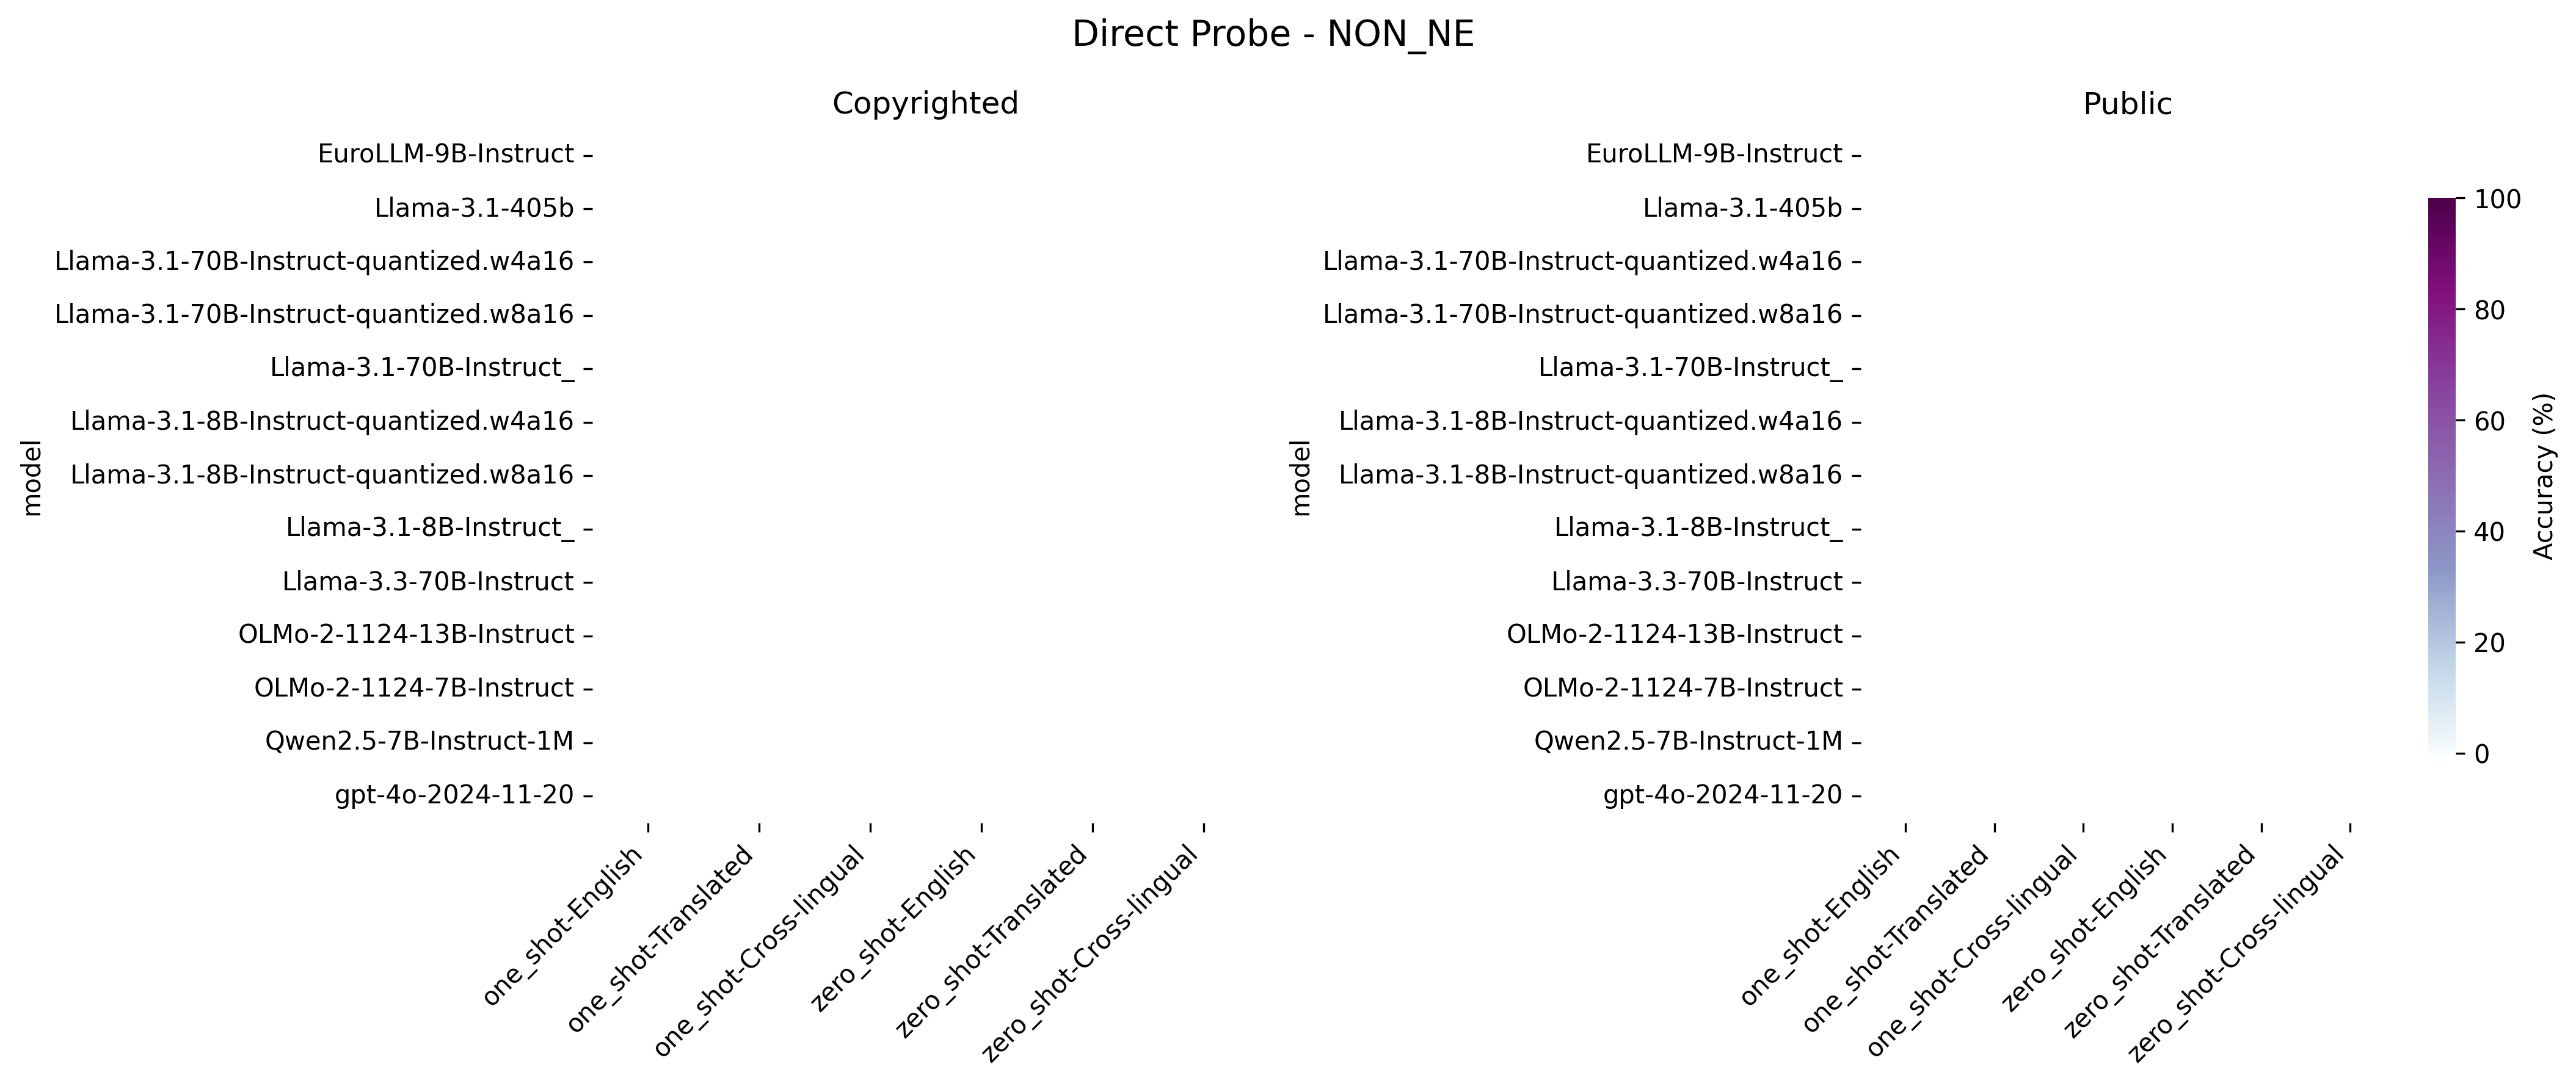 Direct Probe - NON_NE
Copyrighted
model
EuroLLM-9B-Instruct
Llama-3.1-405b
Llama-3.1-70B-Instruct-quantized.w4a16
Llama-3.1-70B-Instruct-quantized.w8a16
Llama-3.1-70B-Instruct_
Llama-3.1-8B-Instruct-quantized.w4a16
Llama-3.1-8B-Instruct-quantized.w8a16
Llama-3.1-8B-Instruct_
Llama-3.3-70B-Instruct
OLMo-2-1124-13B-Instruct
OLMo-2-1124-7B-Instruct
Qwen2.5-7B-Instruct-1M
gpt-4o-2024-11-20
one_shot-English
one_shot-Translated
one_shot-Cross-lingual
zero_shot-English
zero_shot-Translated
zero_shot-Cross-lingual
Public
model
EuroLLM-9B-Instruct
Llama-3.1-405b
Llama-3.1-70B-Instruct-quantized.w4a16
Llama-3.1-70B-Instruct-quantized.w8a16
Llama-3.1-70B-Instruct_
Llama-3.1-8B-Instruct-quantized.w4a16
Llama-3.1-8B-Instruct-quantized.w8a16
Llama-3.1-8B-Instruct_
Llama-3.3-70B-Instruct
OLMo-2-1124-13B-Instruct
OLMo-2-1124-7B-Instruct
Qwen2.5-7B-Instruct-1M
gpt-4o-2024-11-20
one_shot-English
one_shot-Translated
one_shot-Cross-lingual
zero_shot-English
zero_shot-Translated
zero_shot-Cross-lingual
100
80
60
40
20
0
Accuracy (%)